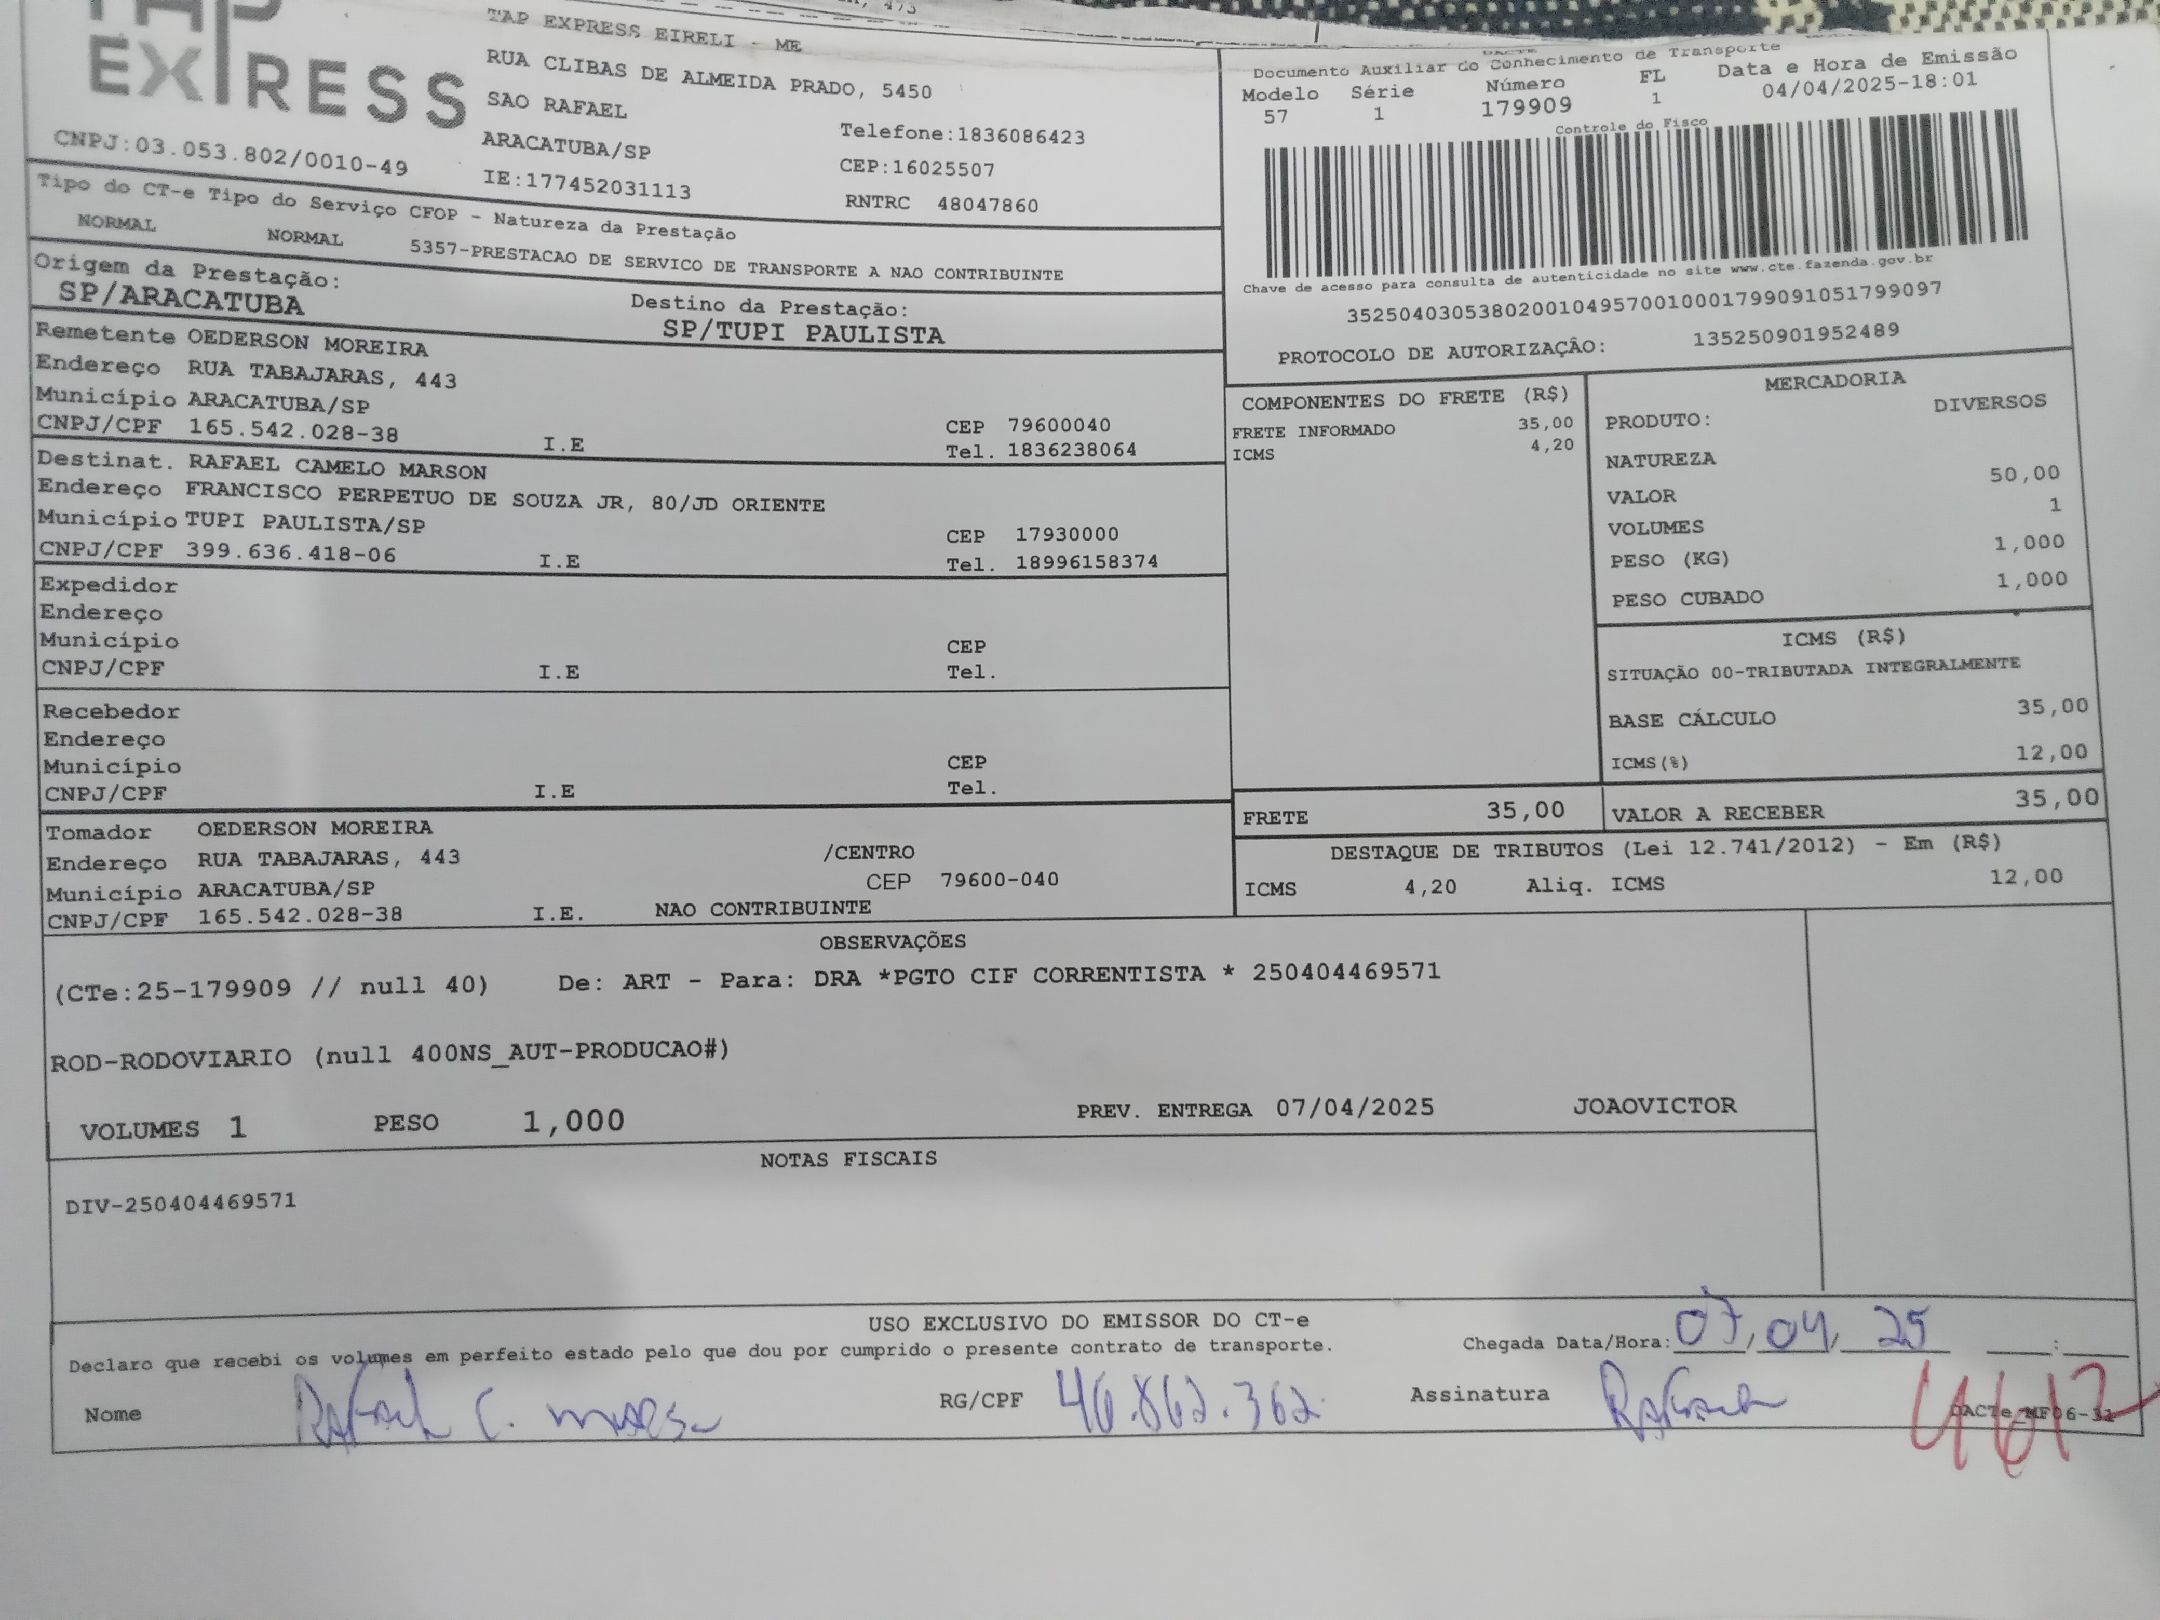 TAP
EXPRESS
CNPJ:03.053.802/0010-49
TAP EXPRESS EIRELI - ME
RUA CLIBAS DE ALMEIDA PRADO, 5450
SAO RAFAEL
ARACATUBA/SP
IE:177452031113
Telefone:1836086423
CEP:16025507
RNTRC 48047860
DACTE
Documento Auxiliar do Conhecimento de Transporte
Modelo Série Número FL Data e Hora de Emissão
57 1 179909 1 04/04/2025-18:01
Controle do Fisco
Chave de acesso para consulta de autenticidade no site www.cte.fazenda.gov.br
35250403053802001049570010001799091051799097
PROTOCOLO DE AUTORIZAÇÃO: 135250901952489
Tipo do CT-e Tipo do Serviço CFOP - Natureza da Prestação
NORMAL NORMAL 5357-PRESTACAO DE SERVICO DE TRANSPORTE A NAO CONTRIBUINTE
Origem da Prestação: Destino da Prestação:
SP/ARACATUBA SP/TUPI PAULISTA
Remetente OEDERSON MOREIRA
Endereço RUA TABAJARAS, 443
Município ARACATUBA/SP CEP 79600040
CNPJ/CPF 165.542.028-38 I.E Tel. 1836238064
Destinat. RAFAEL CAMELO MARSON
Endereço FRANCISCO PERPETUO DE SOUZA JR, 80/JD ORIENTE
Município TUPI PAULISTA/SP CEP 17930000
CNPJ/CPF 399.636.418-06 I.E Tel. 18996158374
Expedidor
Endereço
Município CEP
CNPJ/CPF I.E Tel.
Recebedor
Endereço
Município CEP
CNPJ/CPF I.E Tel.
Tomador OEDERSON MOREIRA
Endereço RUA TABAJARAS, 443 /CENTRO
Município ARACATUBA/SP CEP 79600-040
CNPJ/CPF 165.542.028-38 I.E. NAO CONTRIBUINTE
COMPONENTES DO FRETE (R$)
FRETE INFORMADO 35,00
ICMS 4,20
MERCADORIA
PRODUTO: DIVERSOS
NATUREZA
VALOR 50,00
VOLUMES 1
PESO (KG) 1,000
PESO CUBADO 1,000
ICMS (R$)
SITUAÇÃO 00-TRIBUTADA INTEGRALMENTE
BASE CÁLCULO 35,00
ICMS(%) 12,00
FRETE 35,00 VALOR A RECEBER 35,00
DESTAQUE DE TRIBUTOS (Lei 12.741/2012) - Em (R$)
ICMS 4,20 Aliq. ICMS 12,00
OBSERVAÇÕES
(CTe:25-179909 // null 40) De: ART - Para: DRA *PGTO CIF CORRENTISTA * 250404469571
ROD-RODOVIARIO (null 400NS_AUT-PRODUCAO#)
VOLUMES 1 PESO 1,000 PREV. ENTREGA 07/04/2025 JOAOVICTOR
NOTAS FISCAIS
DIV-250404469571
USO EXCLUSIVO DO EMISSOR DO CT-e
Declaro que recebi os volumes em perfeito estado pelo que dou por cumprido o presente contrato de transporte. Chegada Data/Hora: 07, 04, 25 :
Nome Rafael C. RG/CPF 46.862.362 Assinatura Rafael
DACTe_MF06-31